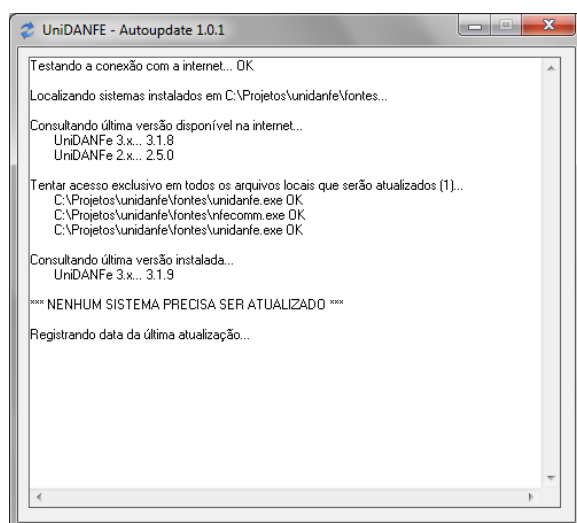 UniDANFE - Autoupdate 1.0.1
Testando a conexão com a internet... OK
Localizando sistemas instalados em C:\Projetos\unidanfe\fontes...
Consultando última versão disponível na internet...
UniDANFe 3.x... 3.1.8
UniDANFe 2.x... 2.5.0
Tentar acesso exclusivo em todos os arquivos locais que serão atualizados (1)...
C:\Projetos\unidanfe\fontes\unidanfe.exe OK
C:\Projetos\unidanfe\fontes\nfecomm.exe OK
C:\Projetos\unidanfe\fontes\unidanfe.exe OK
Consultando última versão instalada...
UniDANFe 3.x... 3.1.9
*** NENHUM SISTEMA PRECISA SER ATUALIZADO ***
Registrando data da última atualização...